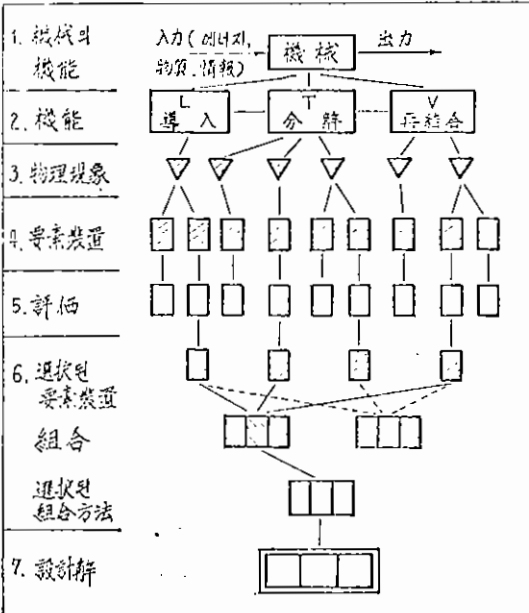 1. 機械의
機能
入力(에너지,
物質, 情報)
機械
出力
2. 機能
L
導入
T
分解
V
再結合
3. 物理現象
4. 要素裝置
5. 評価
6. 選択된
要素裝置
組合
選択된
組合方法
7. 設計解